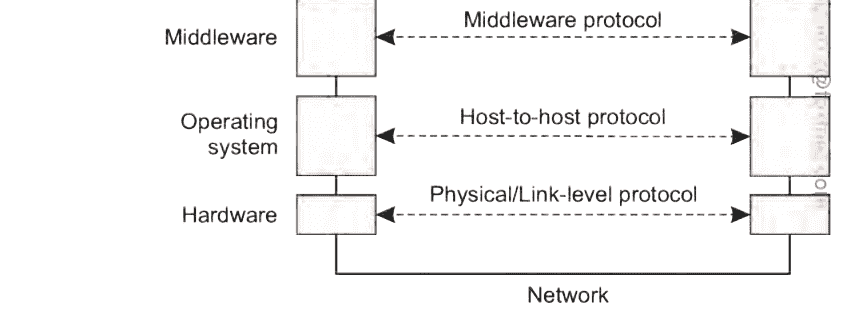 Middleware
Middleware protocol
Operating
system
Host-to-host protocol
Hardware
Physical/Link-level protocol
Network